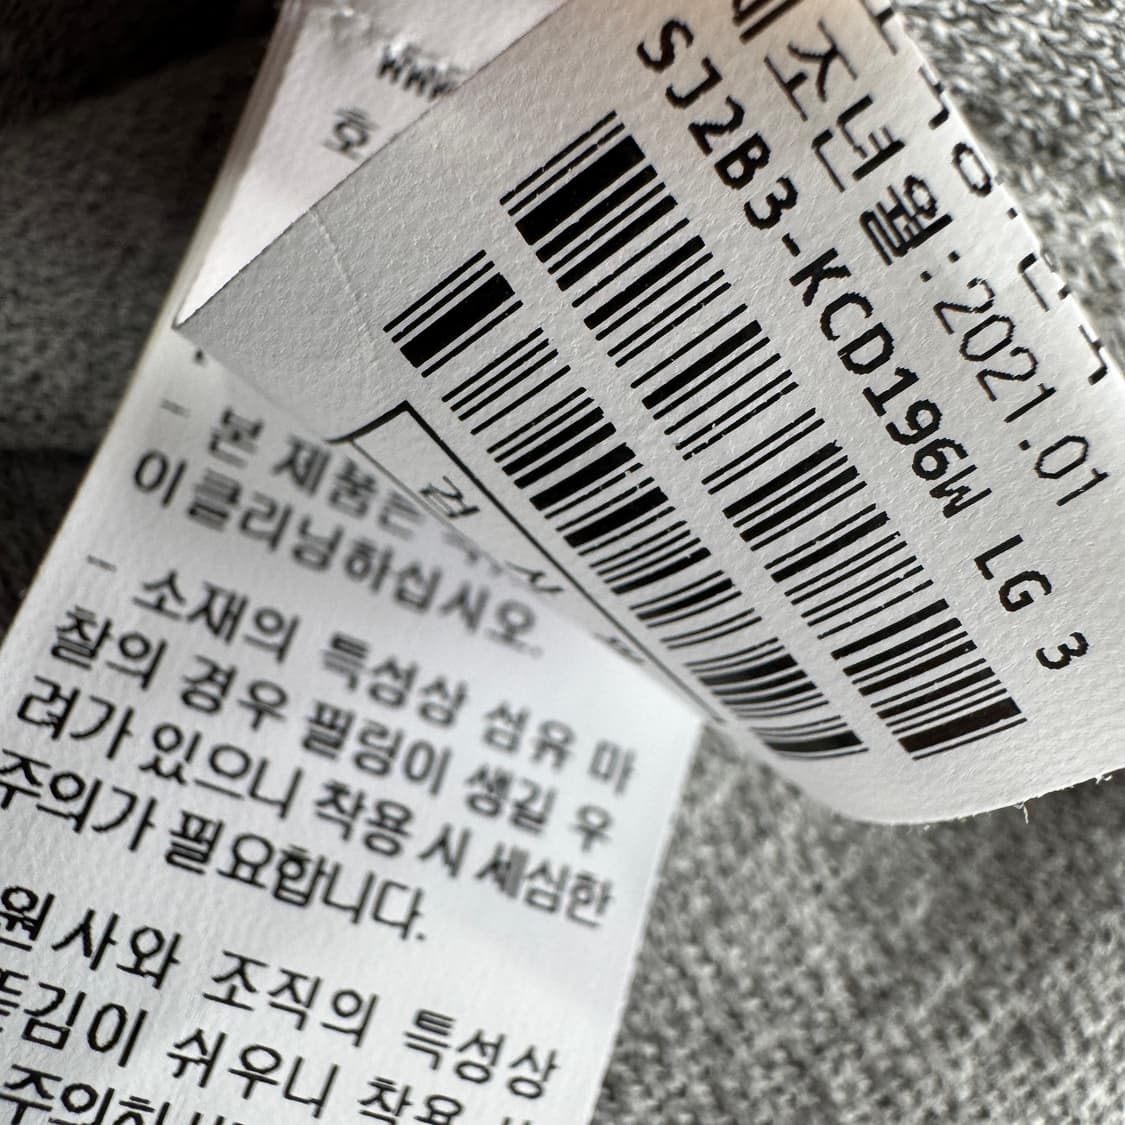 제조년월:2021.01
SJ2B3-KCD196W LG 3
- 본 제품은
이클리닝하십시오.
- 소재의 특성상 섬유 마
찰의 경우 필링이 생길 우
려가 있으니 착용 시 세심한
주의가 필요합니다.
원사와 조직의 특성상
뜯김이 쉬우니 착용